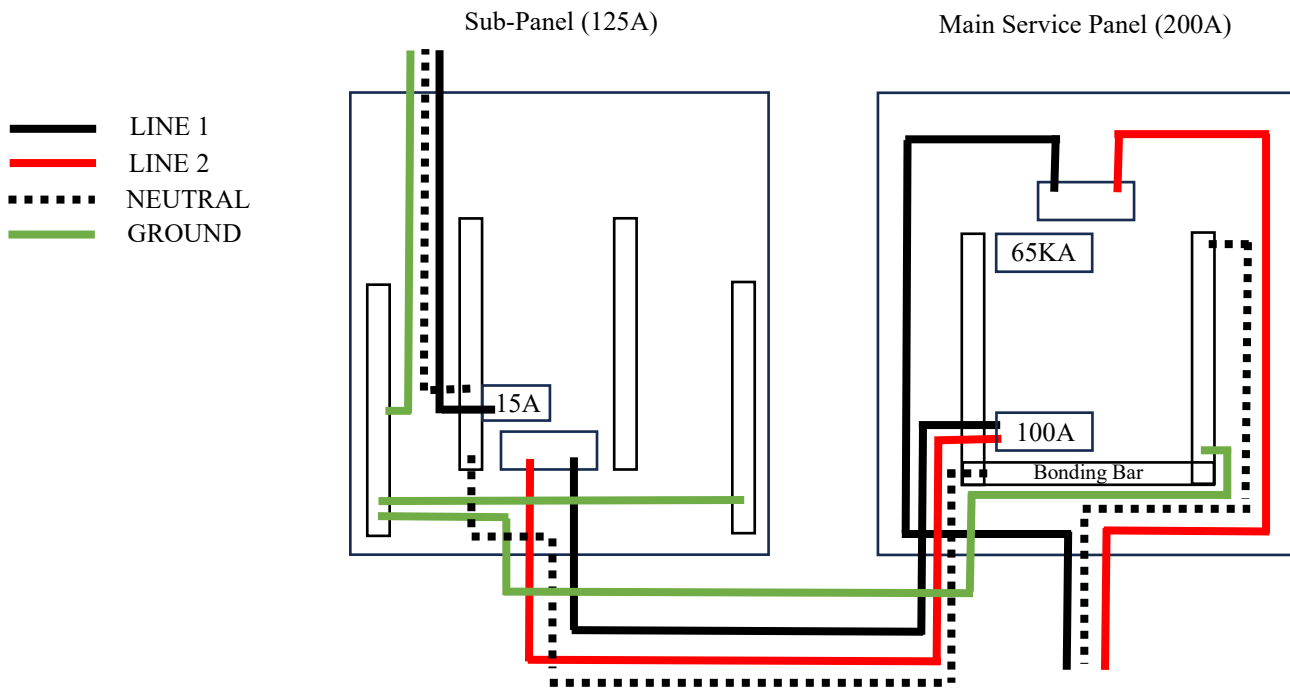 Sub-Panel (125A)
Main Service Panel (200A)
LINE 1
LINE 2
NEUTRAL
GROUND
65KA
15A
100A
Bonding Bar